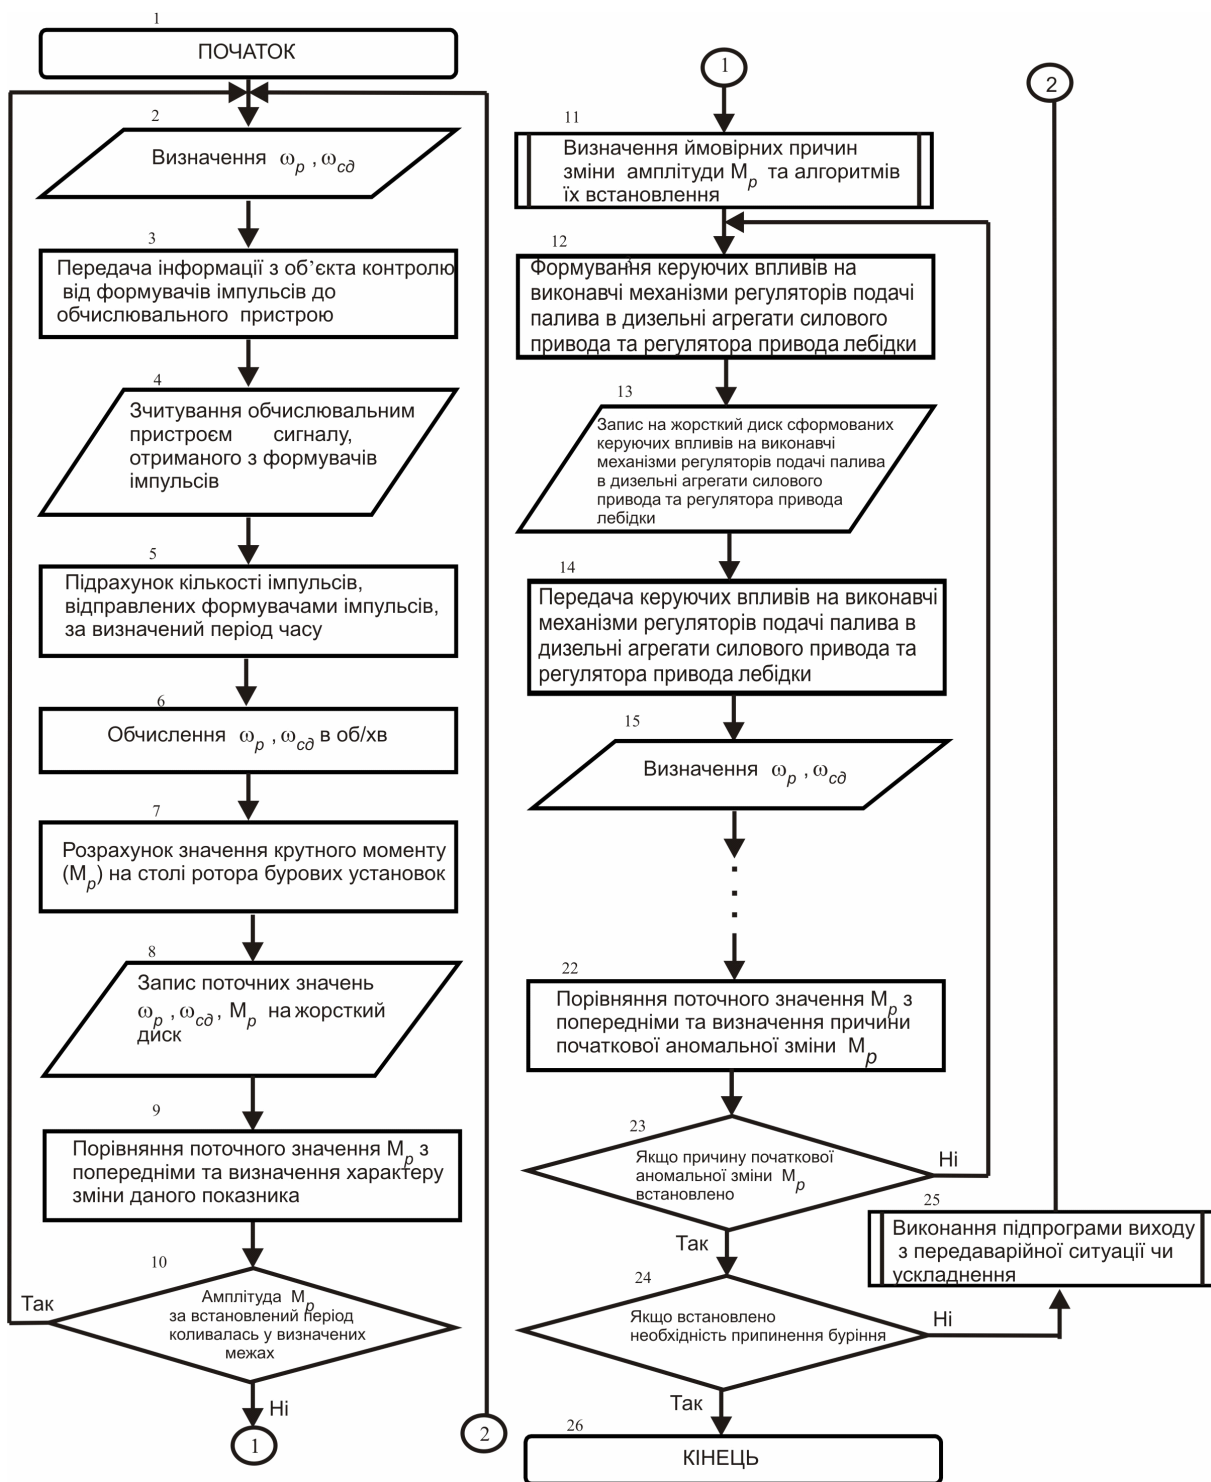 1
ПОЧАТОК
2
Визначення ωр , ωсд
3
Передача інформації з об’єкта контролю
від формувачів імпульсів до
обчислювального пристрою
4
Зчитування обчислювальним
пристроєм сигналу,
отриманого з формувачів
імпульсів
5
Підрахунок кількості імпульсів,
відправлених формувачами імпульсів,
за визначений період часу
6
Обчислення ωр , ωсд в об/хв
7
Розрахунок значення крутного моменту
(Мр) на столі ротора бурових установок
8
Запис поточних значень
ωр , ωсд , Мр на жорсткий
диск
9
Порівняння поточного значення Мр з
попередніми та визначення характеру
зміни даного показника
10
Амплітуда Мр
за встановлений період
коливалась у визначених
межах
Так
Ні
1
2
1
11
Визначення ймовірних причин
зміни амплітуди Мр та алгоритмів
їх встановлення
12
Формування керуючих впливів на
виконавчі механізми регуляторів подачі
палива в дизельні агрегати силового
привода та регулятора привода лебідки
13
Запис на жорсткий диск сформованих
керуючих впливів на виконавчі
механізми регуляторів подачі палива
в дизельні агрегати силового
привода та регулятора привода
лебідки
14
Передача керуючих впливів на виконавчі
механізми регуляторів подачі палива в
дизельні агрегати силового привода та
регулятора привода лебідки
15
Визначення ωр , ωсд
22
Порівняння поточного значення Мр з
попередніми та визначення причини
початкової аномальної зміни Мр
23
Якщо причину початкової
аномальної зміни Мр
встановлено
Ні
Так
24
Якщо встановлено
необхідність припинення буріння
Ні
Так
26
КІНЕЦЬ
2
25
Виконання підпрограми виходу
з передаварійної ситуації чи
ускладнення